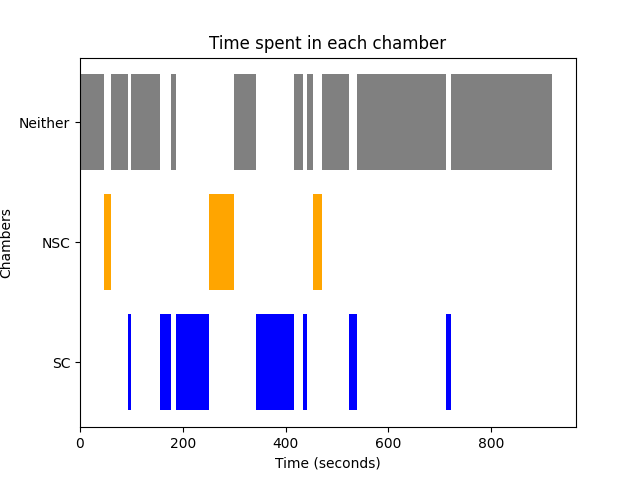 Time spent in each chamber
Neither
NSC
SC
Chambers
0
200
400
600
800
Time (seconds)